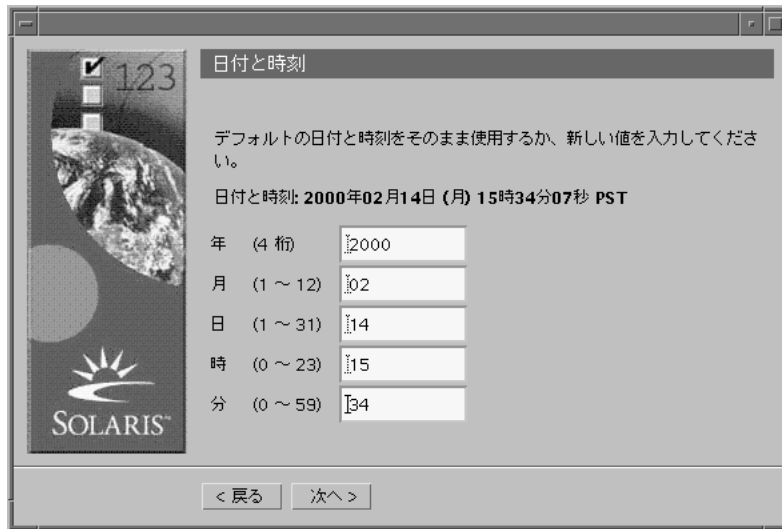 123
日付と時刻
デフォルトの日付と時刻をそのまま使用するか、新しい値を入力してくださ
い。
日付と時刻: 2000年02月14日 (月) 15時34分07秒 PST
年 (4 桁) 2000
月 (1 ～ 12) 02
日 (1 ～ 31) 14
時 (0 ～ 23) 15
分 (0 ～ 59) 34
SOLARIS™
< 戻る 次へ >